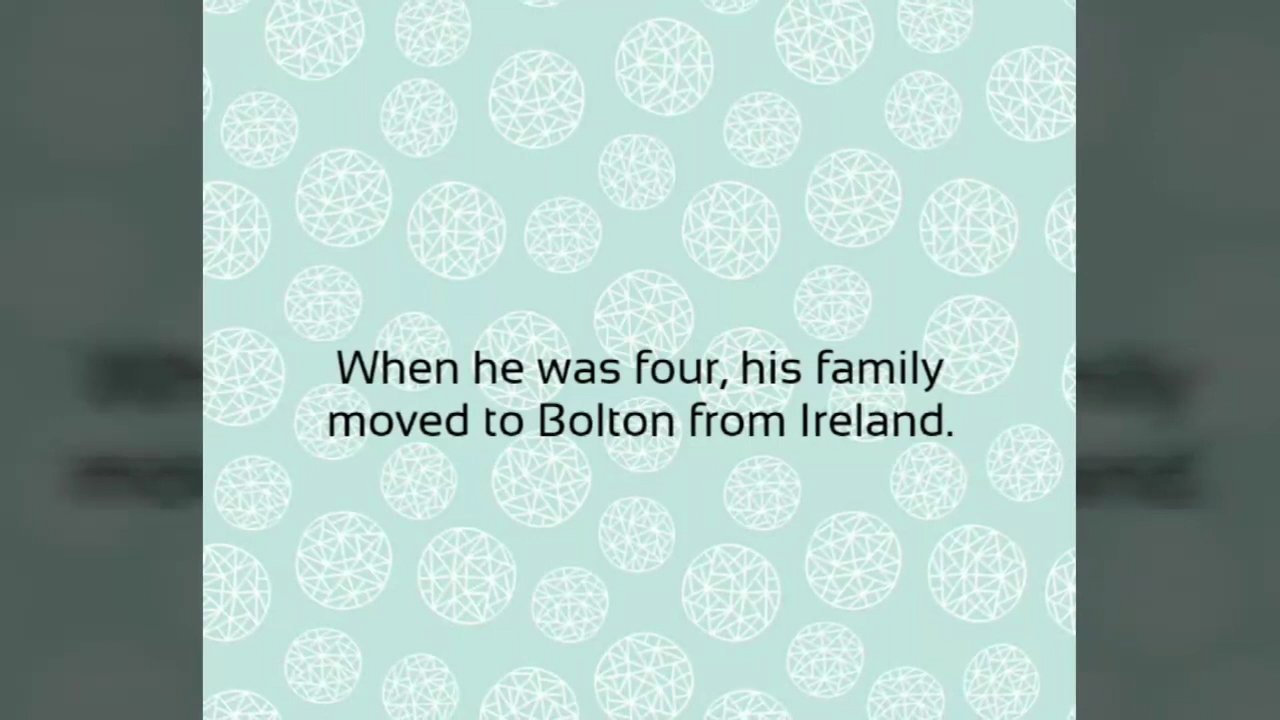 When he was four, his family
moved to Bolton from Ireland.